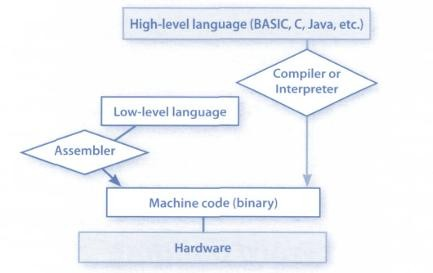 High-level language (BASIC, C, Java, etc.)
Compiler or
Interpreter
Low-level language
Assembler
Machine code (binary)
Hardware